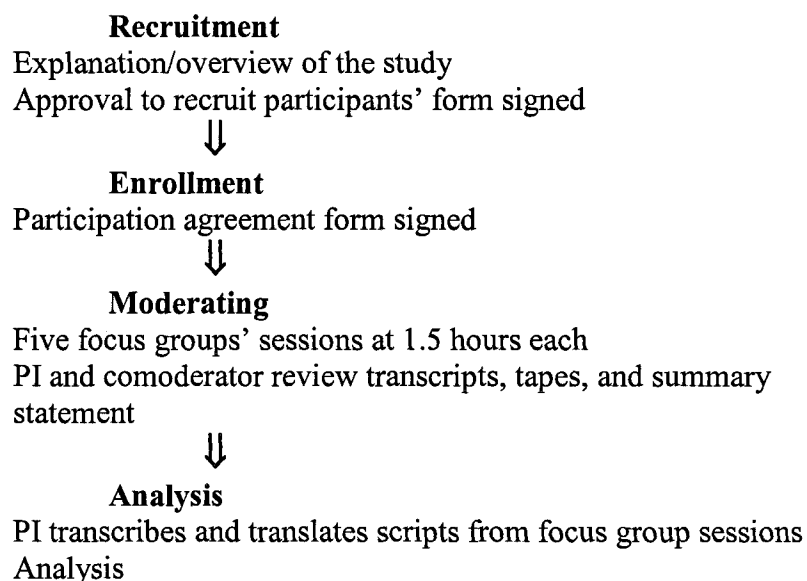 Recruitment
Explanation/overview of the study
Approval to recruit participants’ form signed
⇓
Enrollment
Participation agreement form signed
⇓
Moderating
Five focus groups’ sessions at 1.5 hours each
PI and comoderator review transcripts, tapes, and summary
statement
⇓
Analysis
PI transcribes and translates scripts from focus group sessions
Analysis